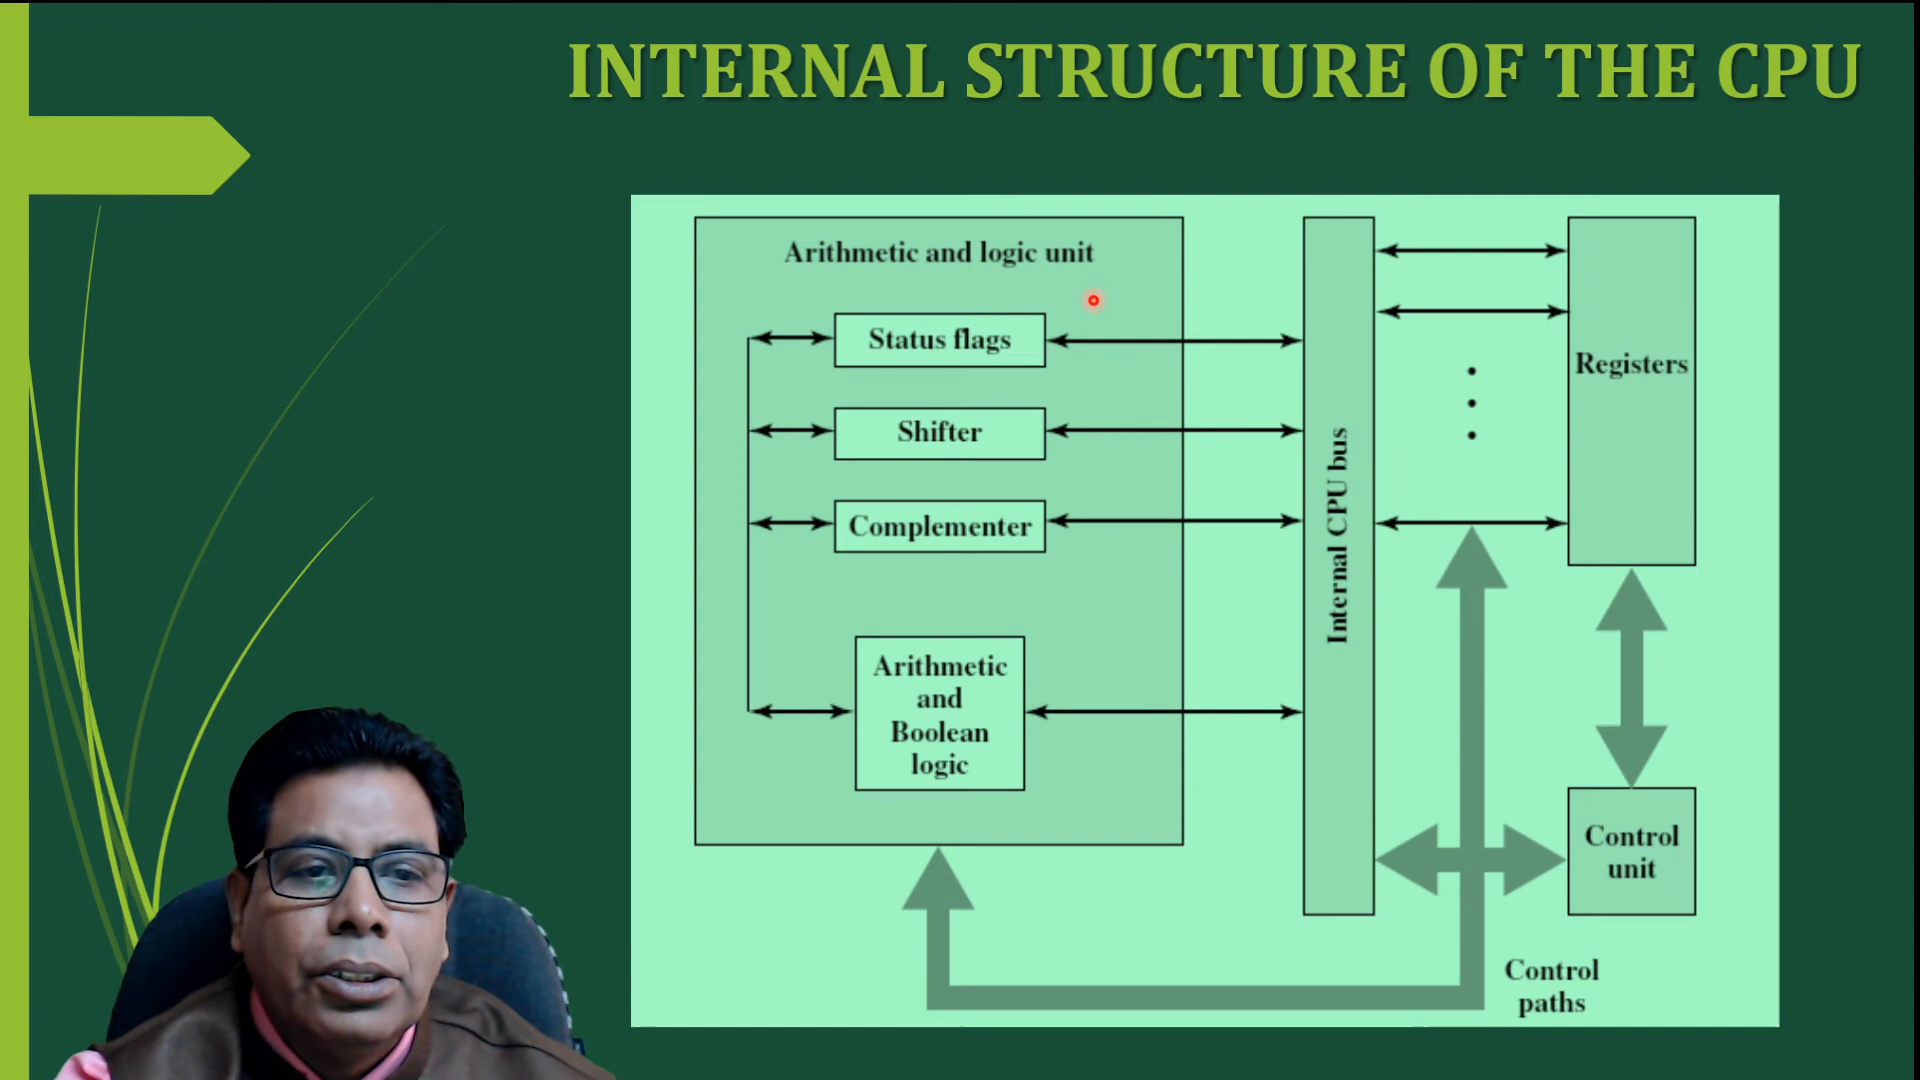 INTERNAL STRUCTURE OF THE CPU
Arithmetic and logic unit
Status flags
Shifter
Complementer
Arithmetic
and
Boolean
logic
Internal CPU bus
Registers
Control
unit
Control
paths